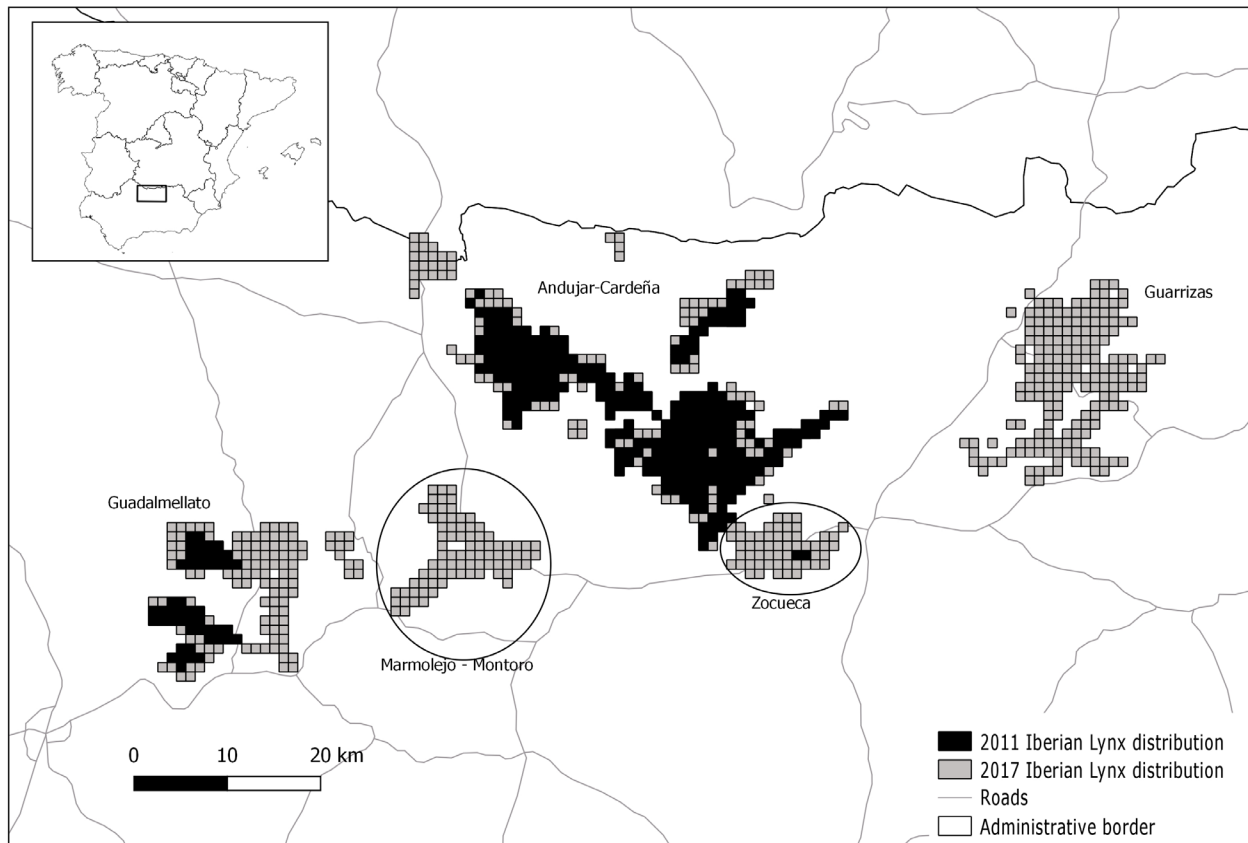 Andujar-Cardeña
Guarrizas
Guadalmellato
Zocueca
Marmolejo - Montoro
0 10 20 km
2011 Iberian Lynx distribution
2017 Iberian Lynx distribution
Roads
Administrative border